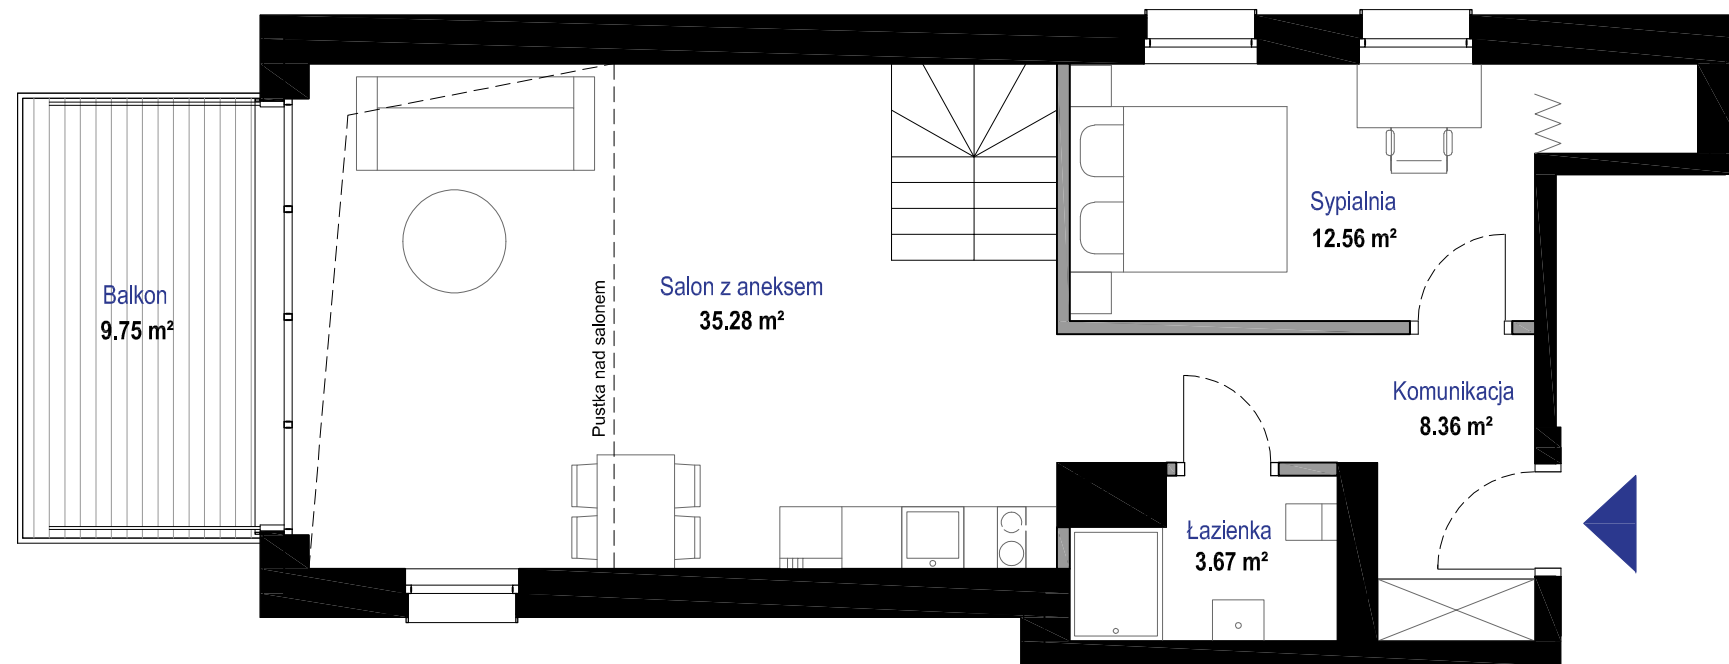 Sypialnia
12.56 m²
Balkon
9.75 m²
Salon z aneksem
35.28 m²
Pustka nad salonem
Komunikacja
8.36 m²
Łazienka
3.67 m²